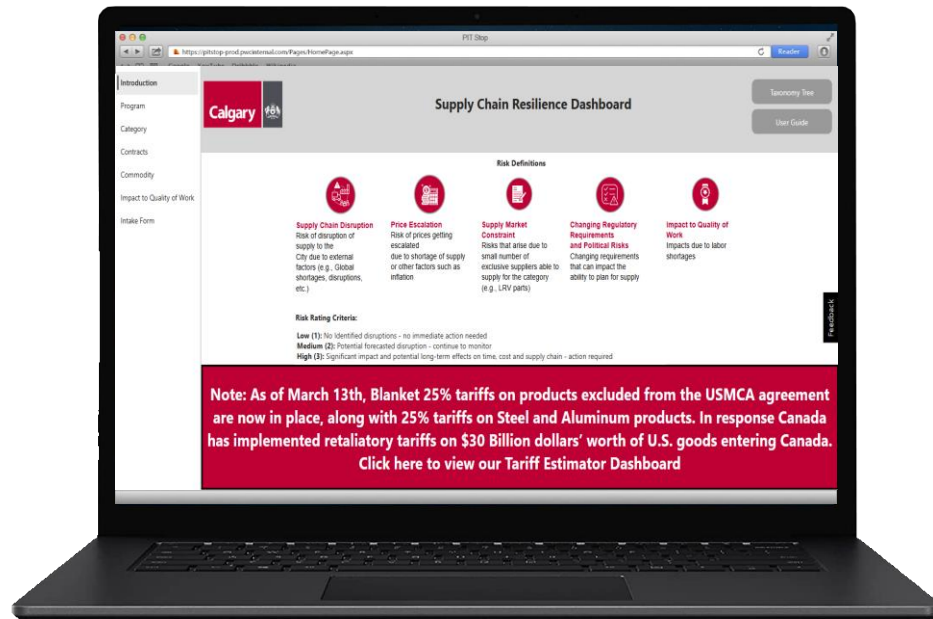 PIT Stop
https://pitstop-prod.pwcinternal.com/Pages/HomePage.aspx
Reader
Introduction
Program
Category
Contracts
Commodity
Impact to Quality of Work
Intake Form
Calgary
Supply Chain Resilience Dashboard
Taxonomy Tree
User Guide
Risk Definitions
Supply Chain Disruption
Risk of disruption of
supply to the
City due to external
factors (e.g., Global
shortages, disruptions,
etc.)
Price Escalation
Risk of prices getting
escalated
due to shortage of supply
or other factors such as
inflation
Supply Market
Constraint
Risks that arise due to
small number of
exclusive suppliers able to
supply for the category
(e.g., LRV parts)
Changing Regulatory
Requirements
and Political Risks
Changing requirements
that can impact the
ability to plan for supply
Impact to Quality of
Work
Impacts due to labor
shortages
Feedback
Risk Rating Criteria:
Low (1): No Identified disruptions - no immediate action needed
Medium (2): Potential forecasted disruption - continue to monitor
High (3): Significant impact and potential long-term effects on time, cost and supply chain - action required
Note: As of March 13th, Blanket 25% tariffs on products excluded from the USMCA agreement
are now in place, along with 25% tariffs on Steel and Aluminum products. In response Canada
has implemented retaliatory tariffs on $30 Billion dollars’ worth of U.S. goods entering Canada.
Click here to view our Tariff Estimator Dashboard